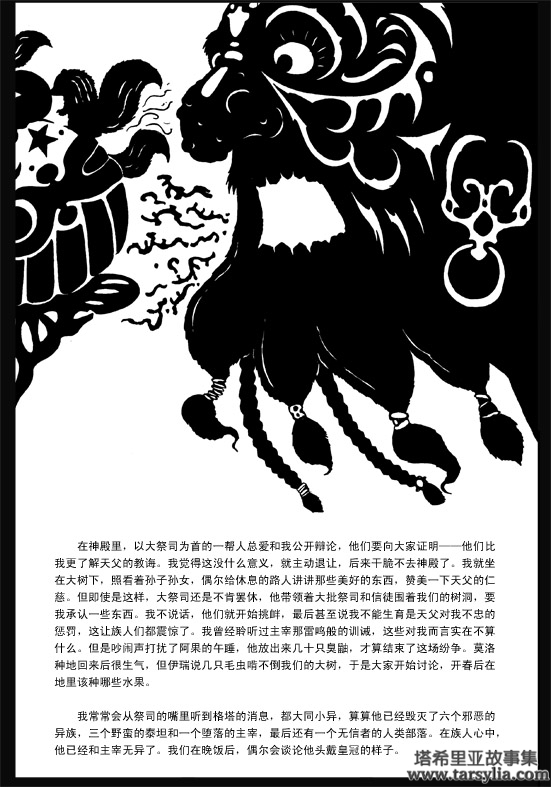 在神殿里，以大祭司为首的一帮人总爱和我公开辩论，他们要向大家证明——他们比
我更了解天父的教诲。我觉得这没什么意义，就主动退让，后来干脆不去神殿了。我就坐
在大树下，照看着孙子孙女，偶尔给休息的路人讲讲那些美好的东西，赞美一下天父的仁
慈。但即使是这样，大祭司还是不肯罢休，他带领着大批祭司和信徒围着我们的树洞，要
我承认一些东西。我不说话，他们就开始挑衅，最后甚至说我不能生育是天父对我不忠的
惩罚，这让族人们都震惊了。我曾经聆听过主宰那雷鸣般的训诫，这些对我而言实在不算
什么。但是吵闹声打扰了阿果的午睡，他放出来几十只臭鼬，才算结束了这场纷争。莫洛
种地回来后很生气，但伊瑞说几只毛虫啃不倒我们的大树，于是大家开始讨论，开春后在
地里该种哪些水果。
我常常会从祭司的嘴里听到格塔的消息，都大同小异，算算他已经毁灭了六个邪恶的
异族，三个野蛮的泰坦和一个堕落的主宰，最后还有一个无信者的人类部落。在族人心中，
他已经和主宰无异了。我们在晚饭后，偶尔会谈论他头戴皇冠的样子。
塔希里亚故事集
www.tarsylia.com